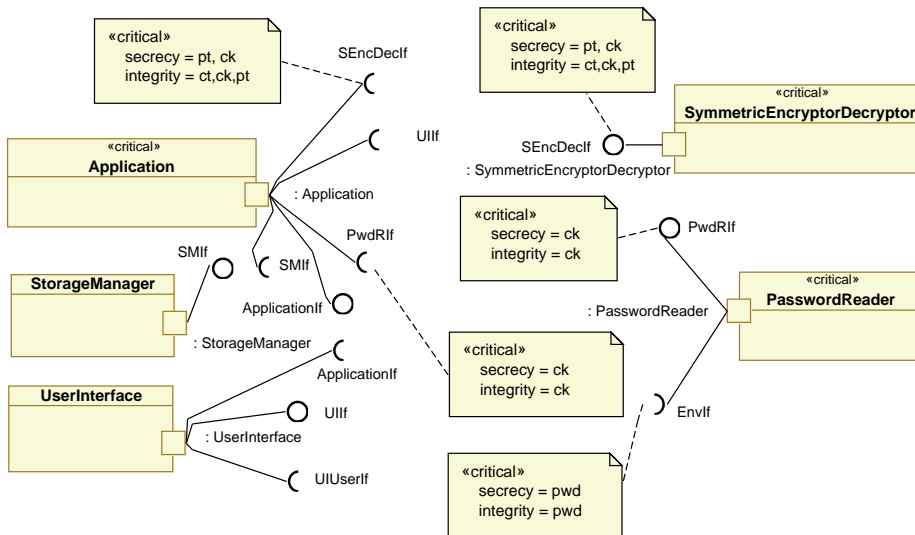 «critical»
secrecy = pt, ck
integrity = ct,ck,pt
SEncDecIf
«critical»
secrecy = pt, ck
integrity = ct,ck,pt
«critical»
SymmetricEncryptorDecryptor
SEncDecIf
: SymmetricEncryptorDecryptor
UIIf
«critical»
Application
: Application
«critical»
secrecy = ck
integrity = ck
PwdRIf
PwdRIf
SMIf
SMIf
StorageManager
ApplicationIf
: StorageManager
«critical»
PasswordReader
: PasswordReader
ApplicationIf
«critical»
secrecy = ck
integrity = ck
UserInterface
UIIf
: UserInterface
EnvIf
UIUserIf
«critical»
secrecy = pwd
integrity = pwd